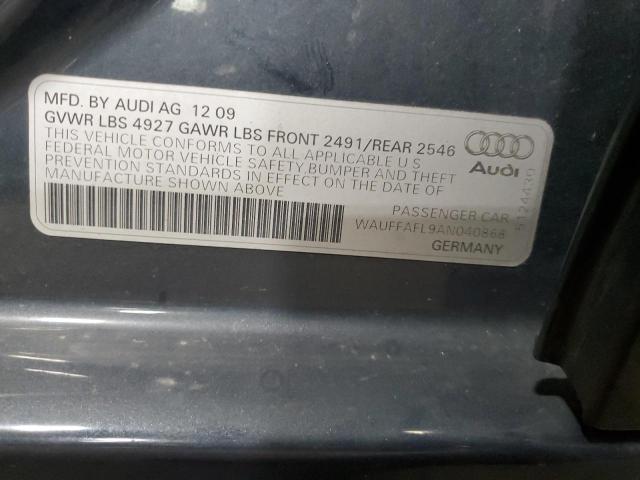 MFD. BY AUDI AG 12 09
GVWR LBS 4927 GAWR LBS FRONT 2491/REAR 2546
THIS VEHICLE CONFORMS TO ALL APPLICABLE U S
FEDERAL MOTOR VEHICLE SAFETY,BUMPER AND THEFT
PREVENTION STANDARDS IN EFFECT ON THE DATE OF
MANUFACTURE SHOWN ABOVE
Audi
PASSENGER CAR
WAUFFAFL9AN040868
GERMANY
5124439